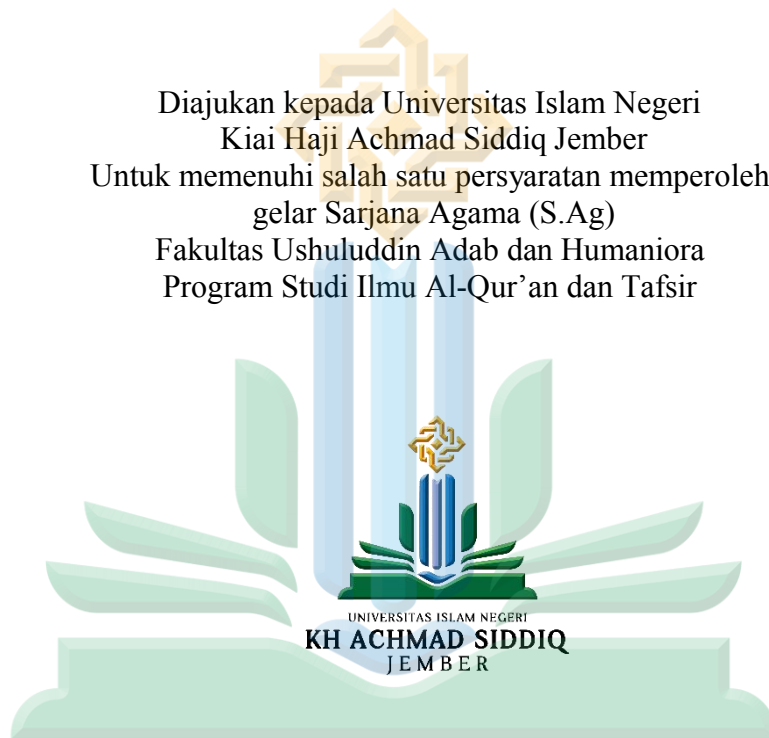 Diajukan kepada Universitas Islam Negeri
Kiai Haji Achmad Siddiq Jember
Untuk memenuhi salah satu persyaratan memperoleh
gelar Sarjana Agama (S.Ag)
Fakultas Ushuluddin Adab dan Humaniora
Program Studi Ilmu Al-Qur’an dan Tafsir
UNIVERSITAS ISLAM NEGERI
KH ACHMAD SIDDIQ
JEMBER